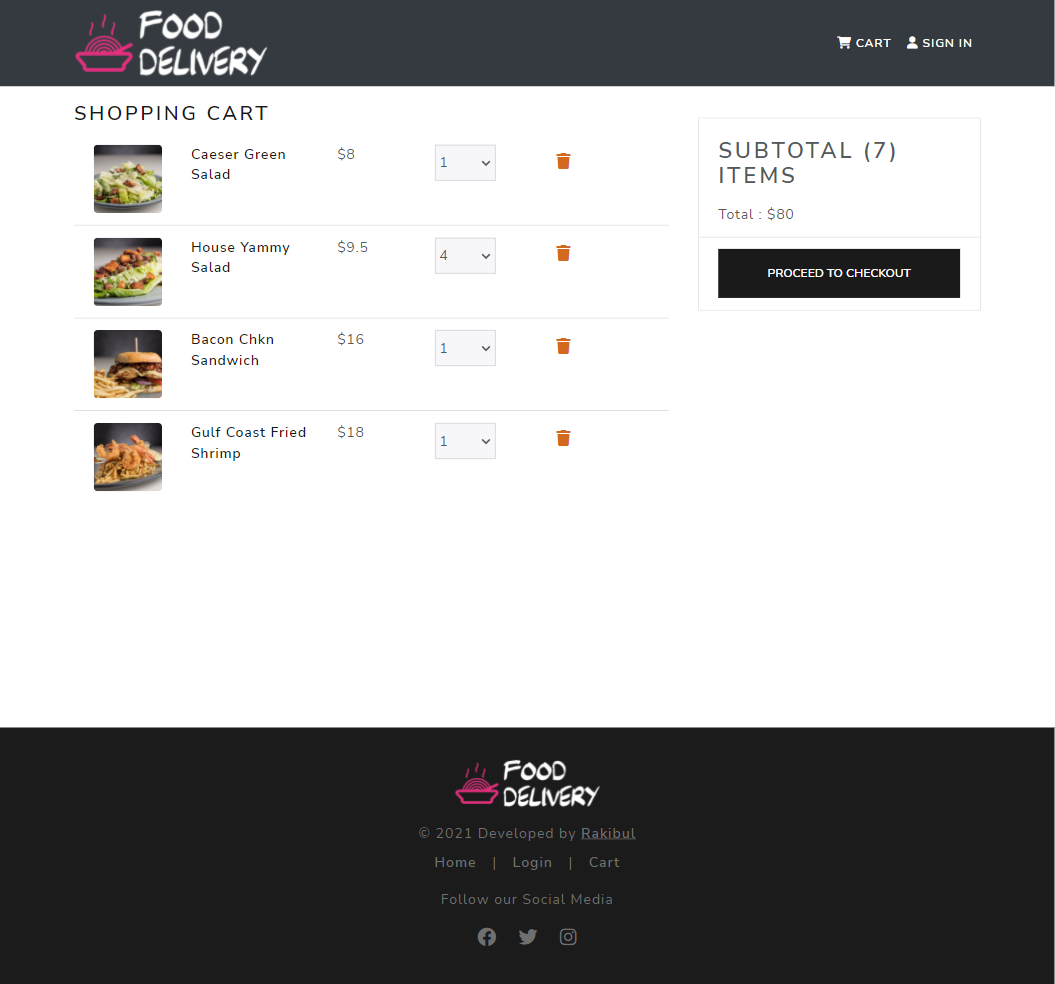 FOOD
DELIVERY
CART SIGN IN
SHOPPING CART
Caeser Green
Salad
$8
1
House Yammy
Salad
$9.5
4
Bacon Chkn
Sandwich
$16
1
Gulf Coast Fried
Shrimp
$18
1
SUBTOTAL (7)
ITEMS
Total : $80
PROCEED TO CHECKOUT
FOOD
DELIVERY
© 2021 Developed by Rakibul
Home | Login | Cart
Follow our Social Media